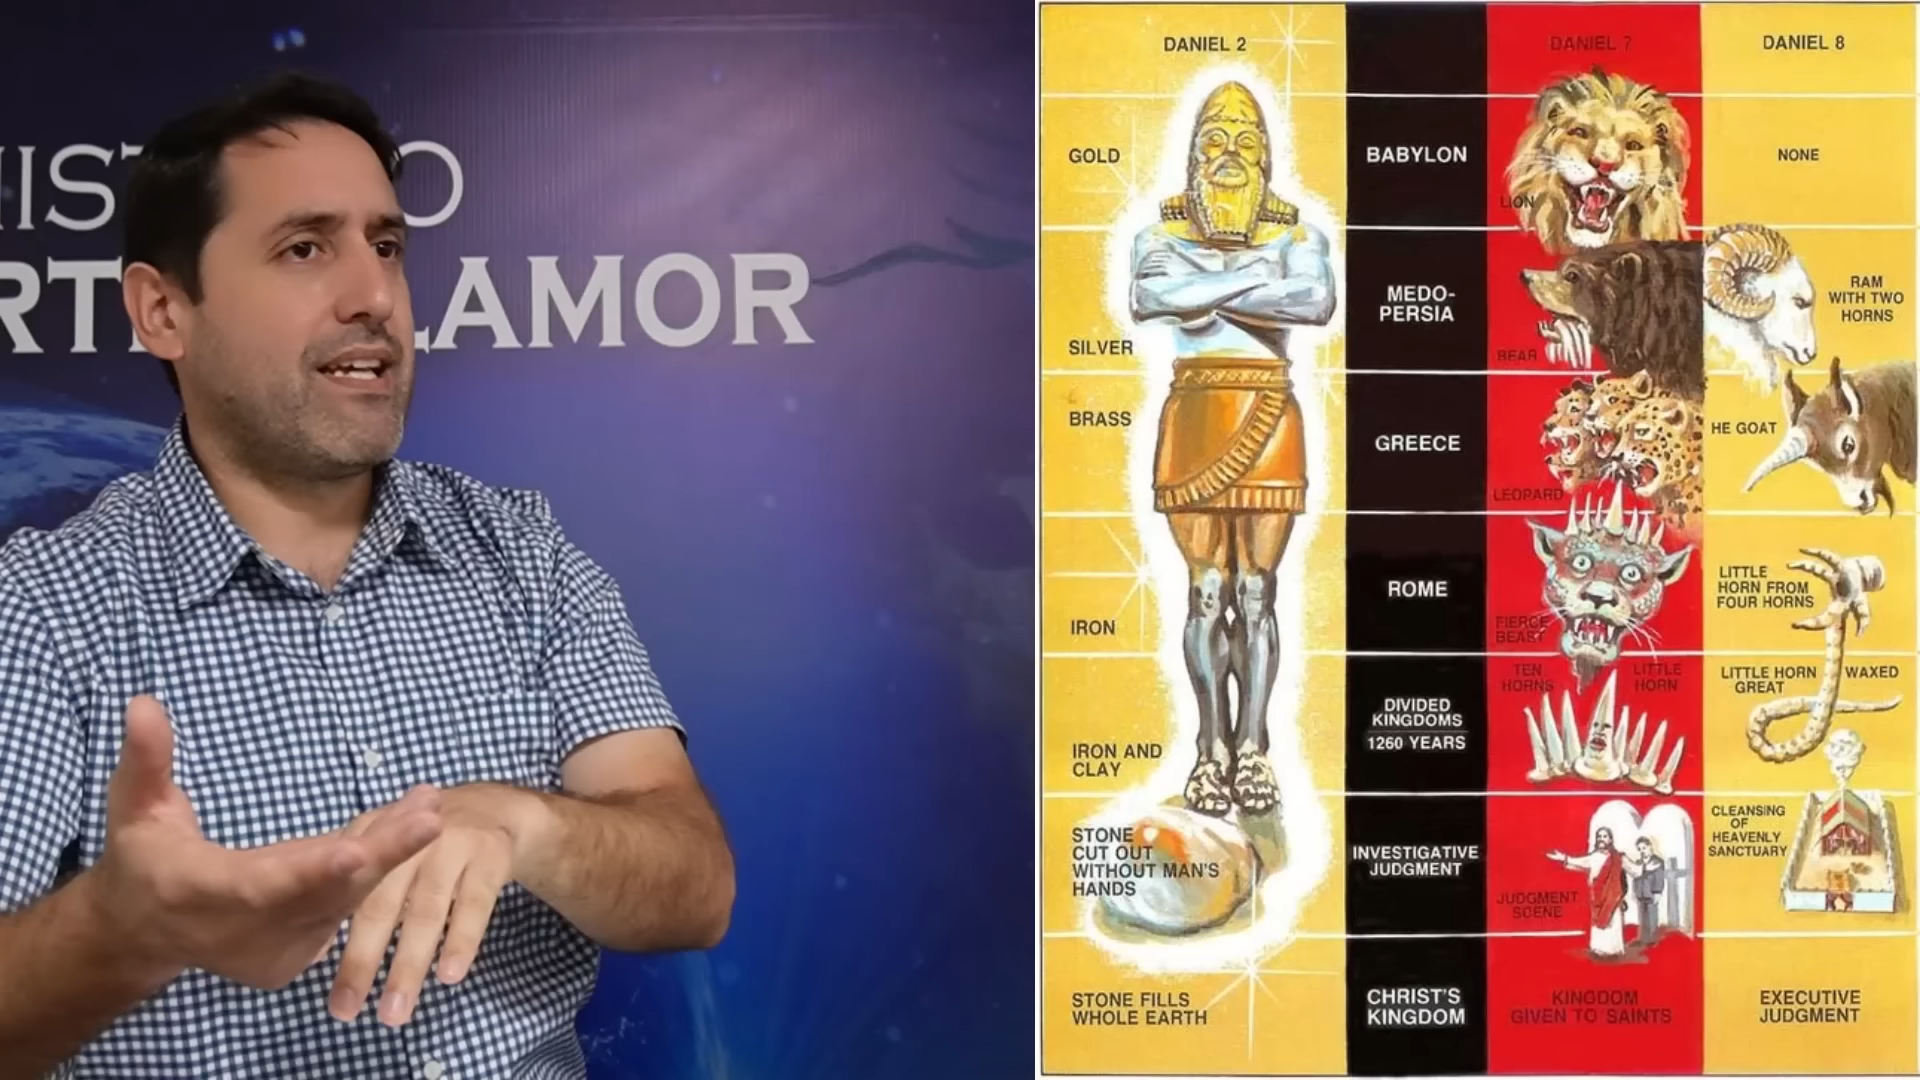 HIST O
RT LAMOR
DANIEL 2
DANIEL 7
DANIEL 8
GOLD
BABYLON
LION
NONE
SILVER
MEDO-
PERSIA
BEAR
RAM
WITH TWO
HORNS
BRASS
GREECE
LEOPARD
HE GOAT
IRON
ROME
FIERCE
BEAST
LITTLE
HORN FROM
FOUR HORNS
IRON AND
CLAY
DIVIDED
KINGDOMS
1260 YEARS
TEN
HORNS
LITTLE
HORN
LITTLE HORN WAXED
GREAT
STONE
CUT OUT
WITHOUT MAN'S
HANDS
INVESTIGATIVE
JUDGMENT
JUDGMENT
SCENE
CLEANSING
OF
HEAVENLY
SANCTUARY
STONE FILLS
WHOLE EARTH
CHRIST'S
KINGDOM
KINGDOM
GIVEN TO SAINTS
EXECUTIVE
JUDGMENT